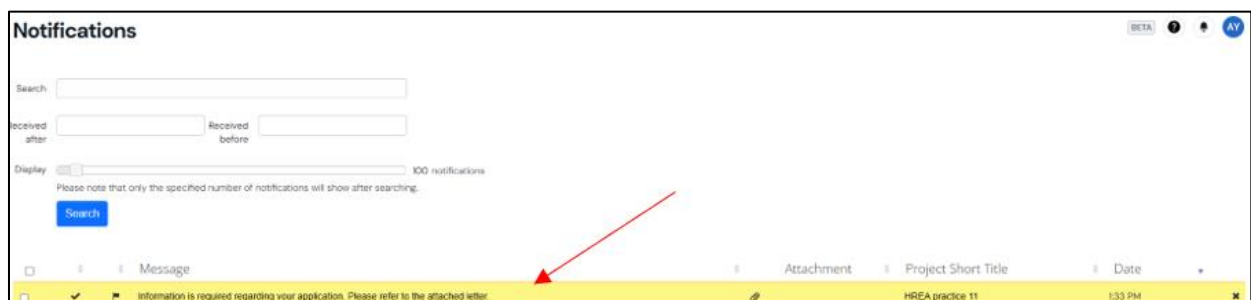 Notifications
BETA ? AY
Search
Received after
Received before
Display
100 notifications
Please note that only the specified number of notifications will show after searching.
Search
Message Attachment Project Short Title Date
Information is required regarding your application. Please refer to the attached letter. HREA practice 11 1:33 PM